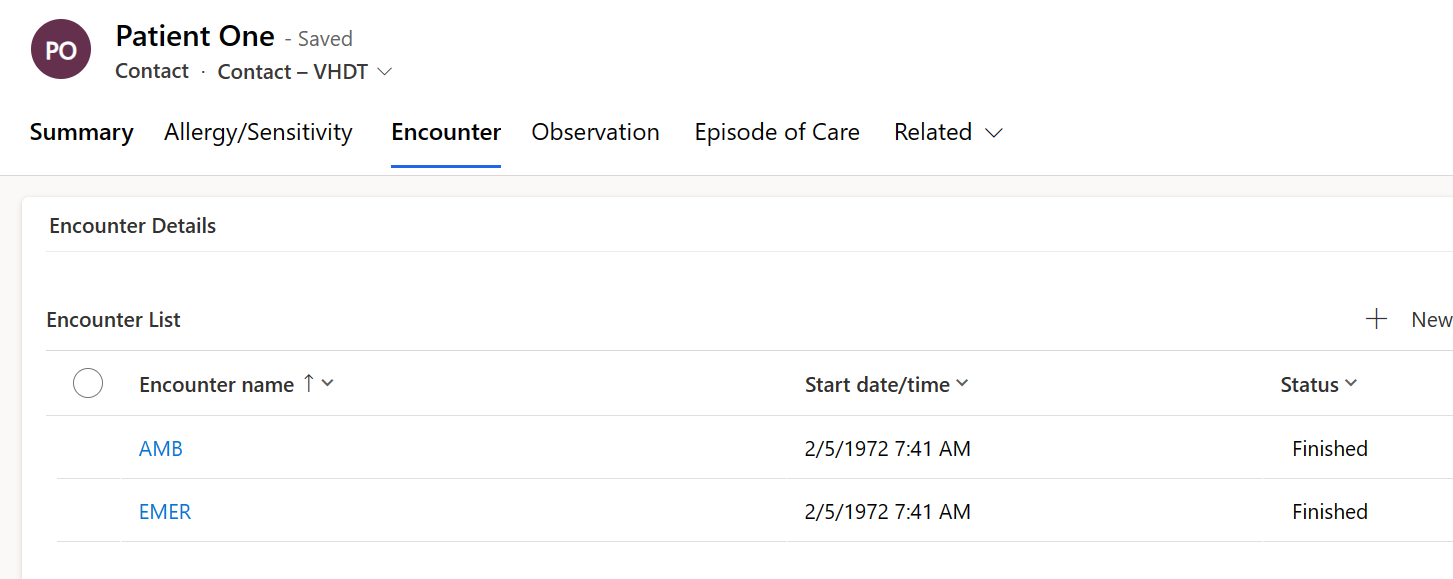 PO
Patient One - Saved
Contact · Contact – VHDT
Summary Allergy/Sensitivity Encounter Observation Episode of Care Related
Encounter Details
Encounter List + New
Encounter name ↑ Start date/time Status
AMB 2/5/1972 7:41 AM Finished
EMER 2/5/1972 7:41 AM Finished